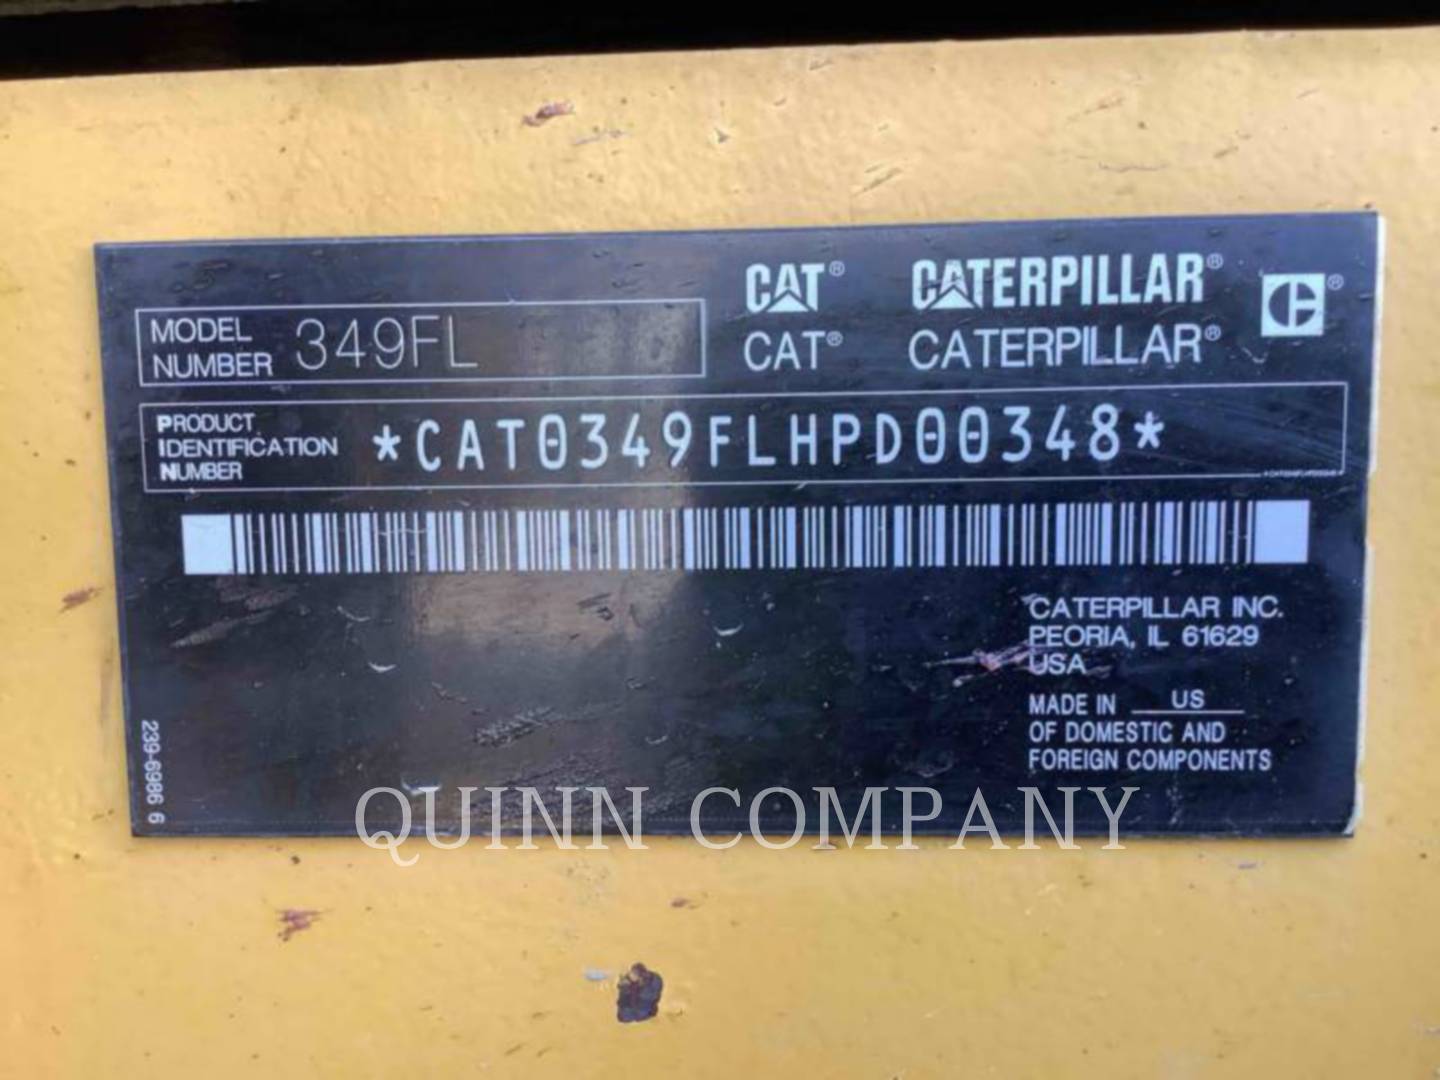 CAT® CATERPILLAR®
CAT® CATERPILLAR®
MODEL
NUMBER 349FL
PRODUCT
IDENTIFICATION
NUMBER
*CAT0349FLHPD00348*
CATERPILLAR INC.
PEORIA, IL 61629
USA
MADE IN US
OF DOMESTIC AND
FOREIGN COMPONENTS
239-6986 6
QUINN COMPANY